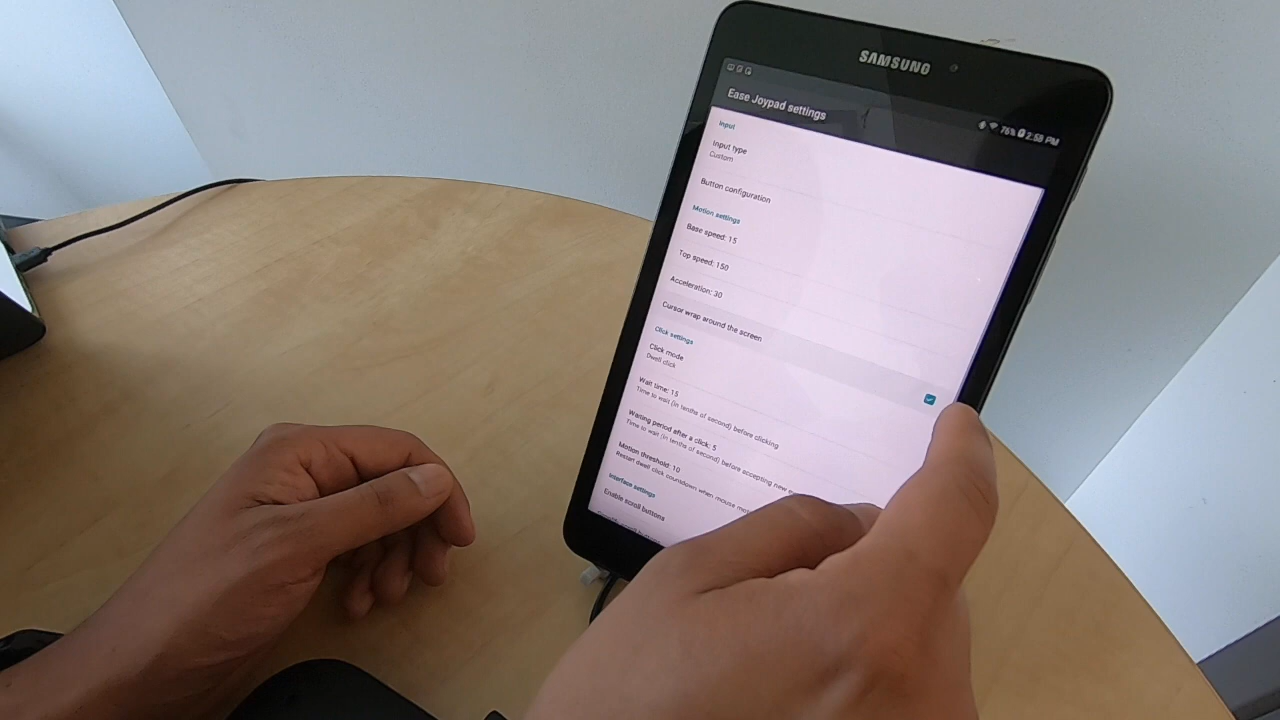 SAMSUNG
76% 2:59 PM
Ease Joypad settings
Input
Input type
Custom
Button configuration
Motion settings
Base speed: 15
Top speed: 150
Acceleration: 30
Cursor wrap around the screen
Click settings
Click mode
Dwell click
Wait time: 15
Time to wait (in tenths of second) before clicking
Waiting period after a click: 5
Time to wait (in tenths of second) before accepting new
Motion threshold: 10
Restart dwell click countdown when mouse
Interface settings
Enable scroll buttons